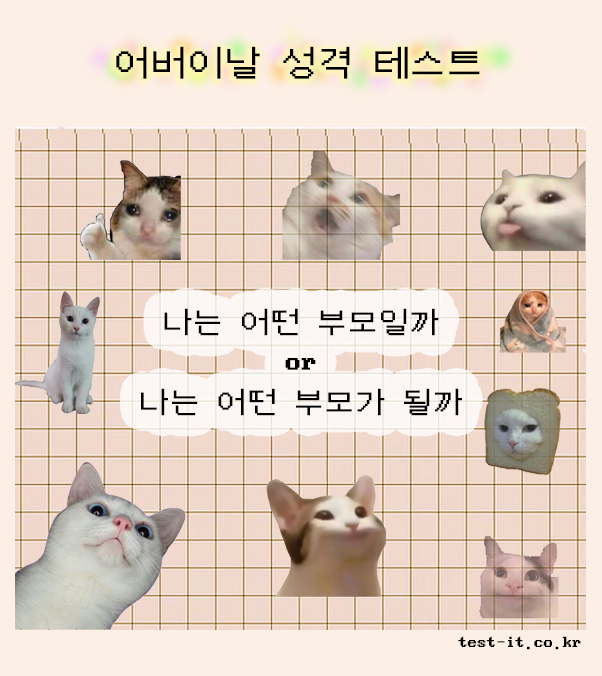 어버이날 성격 테스트
나는 어떤 부모일까
or
나는 어떤 부모가 될까
test-it.co.kr